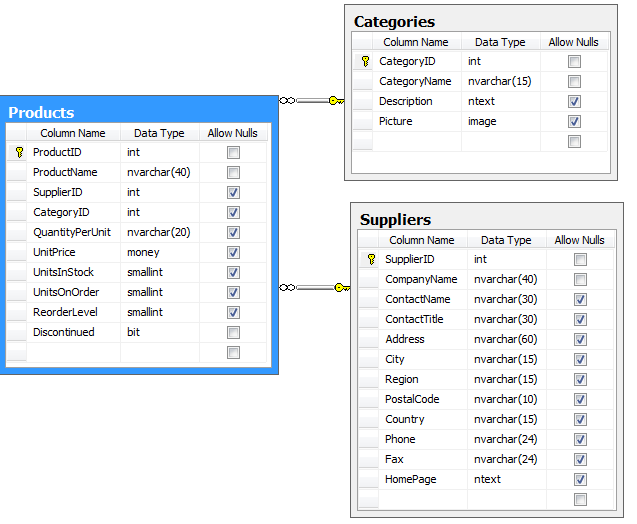 Categories
Column Name Data Type Allow Nulls
CategoryID int
CategoryName nvarchar(15)
Description ntext
Picture image
Products
Column Name Data Type Allow Nulls
ProductID int
ProductName nvarchar(40)
SupplierID int
CategoryID int
QuantityPerUnit nvarchar(20)
UnitPrice money
UnitsInStock smallint
UnitsOnOrder smallint
ReorderLevel smallint
Discontinued bit
Suppliers
Column Name Data Type Allow Nulls
SupplierID int
CompanyName nvarchar(40)
ContactName nvarchar(30)
ContactTitle nvarchar(30)
Address nvarchar(60)
City nvarchar(15)
Region nvarchar(15)
PostalCode nvarchar(10)
Country nvarchar(15)
Phone nvarchar(24)
Fax nvarchar(24)
HomePage ntext